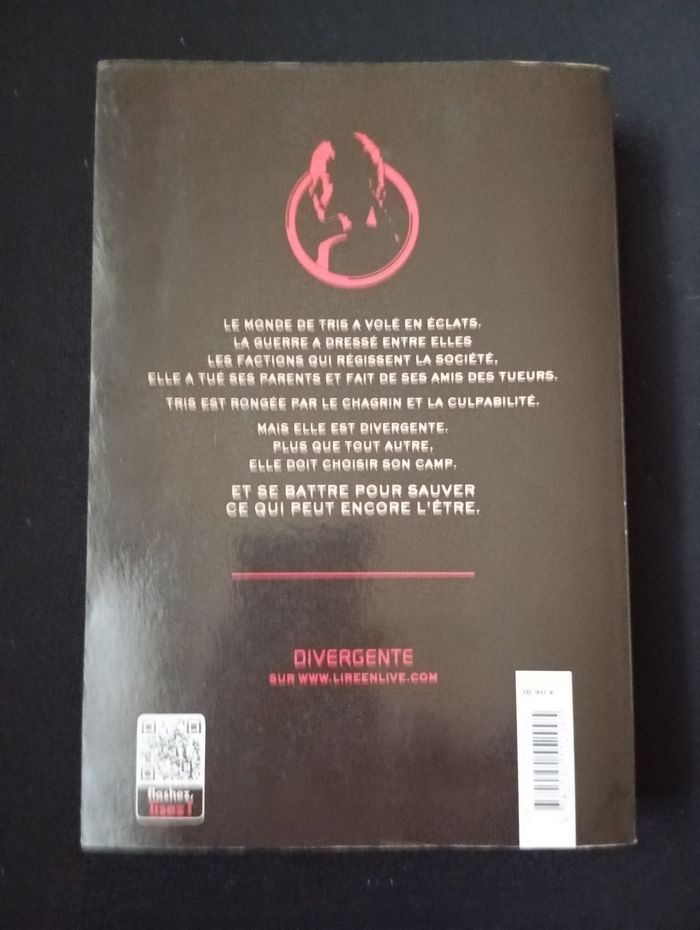 LE MONDE DE TRIS A VOLÉ EN ÉCLATS.
LA GUERRE A DRESSÉ ENTRE ELLES
LES FACTIONS QUI RÉGISSENT LA SOCIÉTÉ,
ELLE A TUÉ SES PARENTS ET FAIT DE SES AMIS DES TUEURS.
TRIS EST RONGÉE PAR LE CHAGRIN ET LA CULPABILITÉ.
MAIS ELLE EST DIVERGENTE.
PLUS QUE TOUT AUTRE,
ELLE DOIT CHOISIR SON CAMP.
ET SE BATTRE POUR SAUVER
CE QUI PEUT ENCORE L'ÊTRE.
DIVERGENTE
SUR WWW.LIREENLIVE.COM
flashez,
lisez !